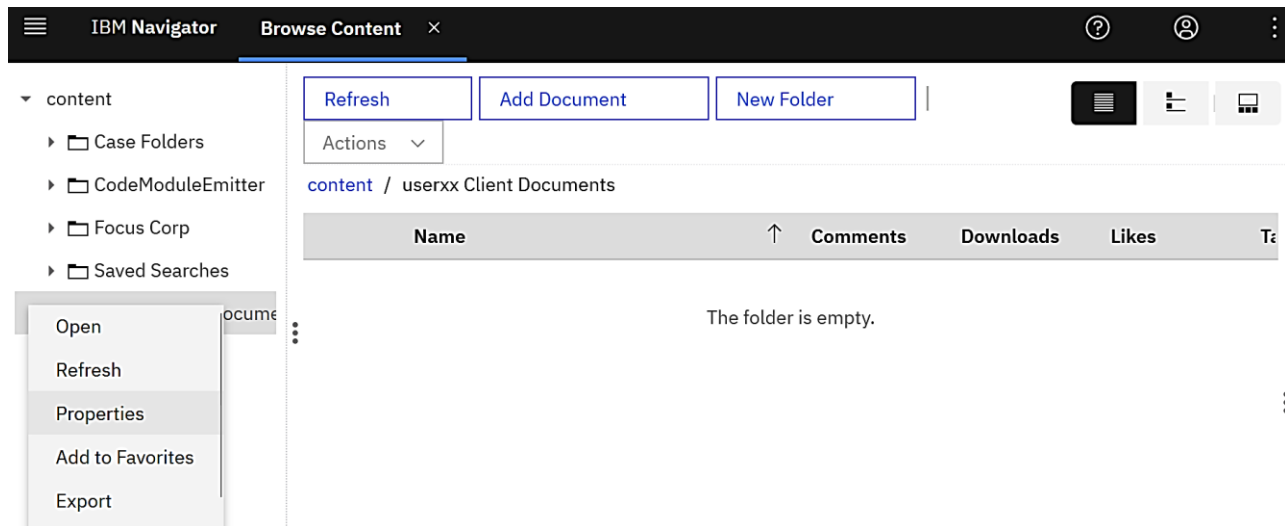 IBM Navigator Browse Content ×
content
Case Folders
CodeModuleEmitter
Focus Corp
Saved Searches
Open
Refresh
Properties
Add to Favorites
Export
Refresh Add Document New Folder
Actions
content / userxx Client Documents
Name Comments Downloads Likes
The folder is empty.